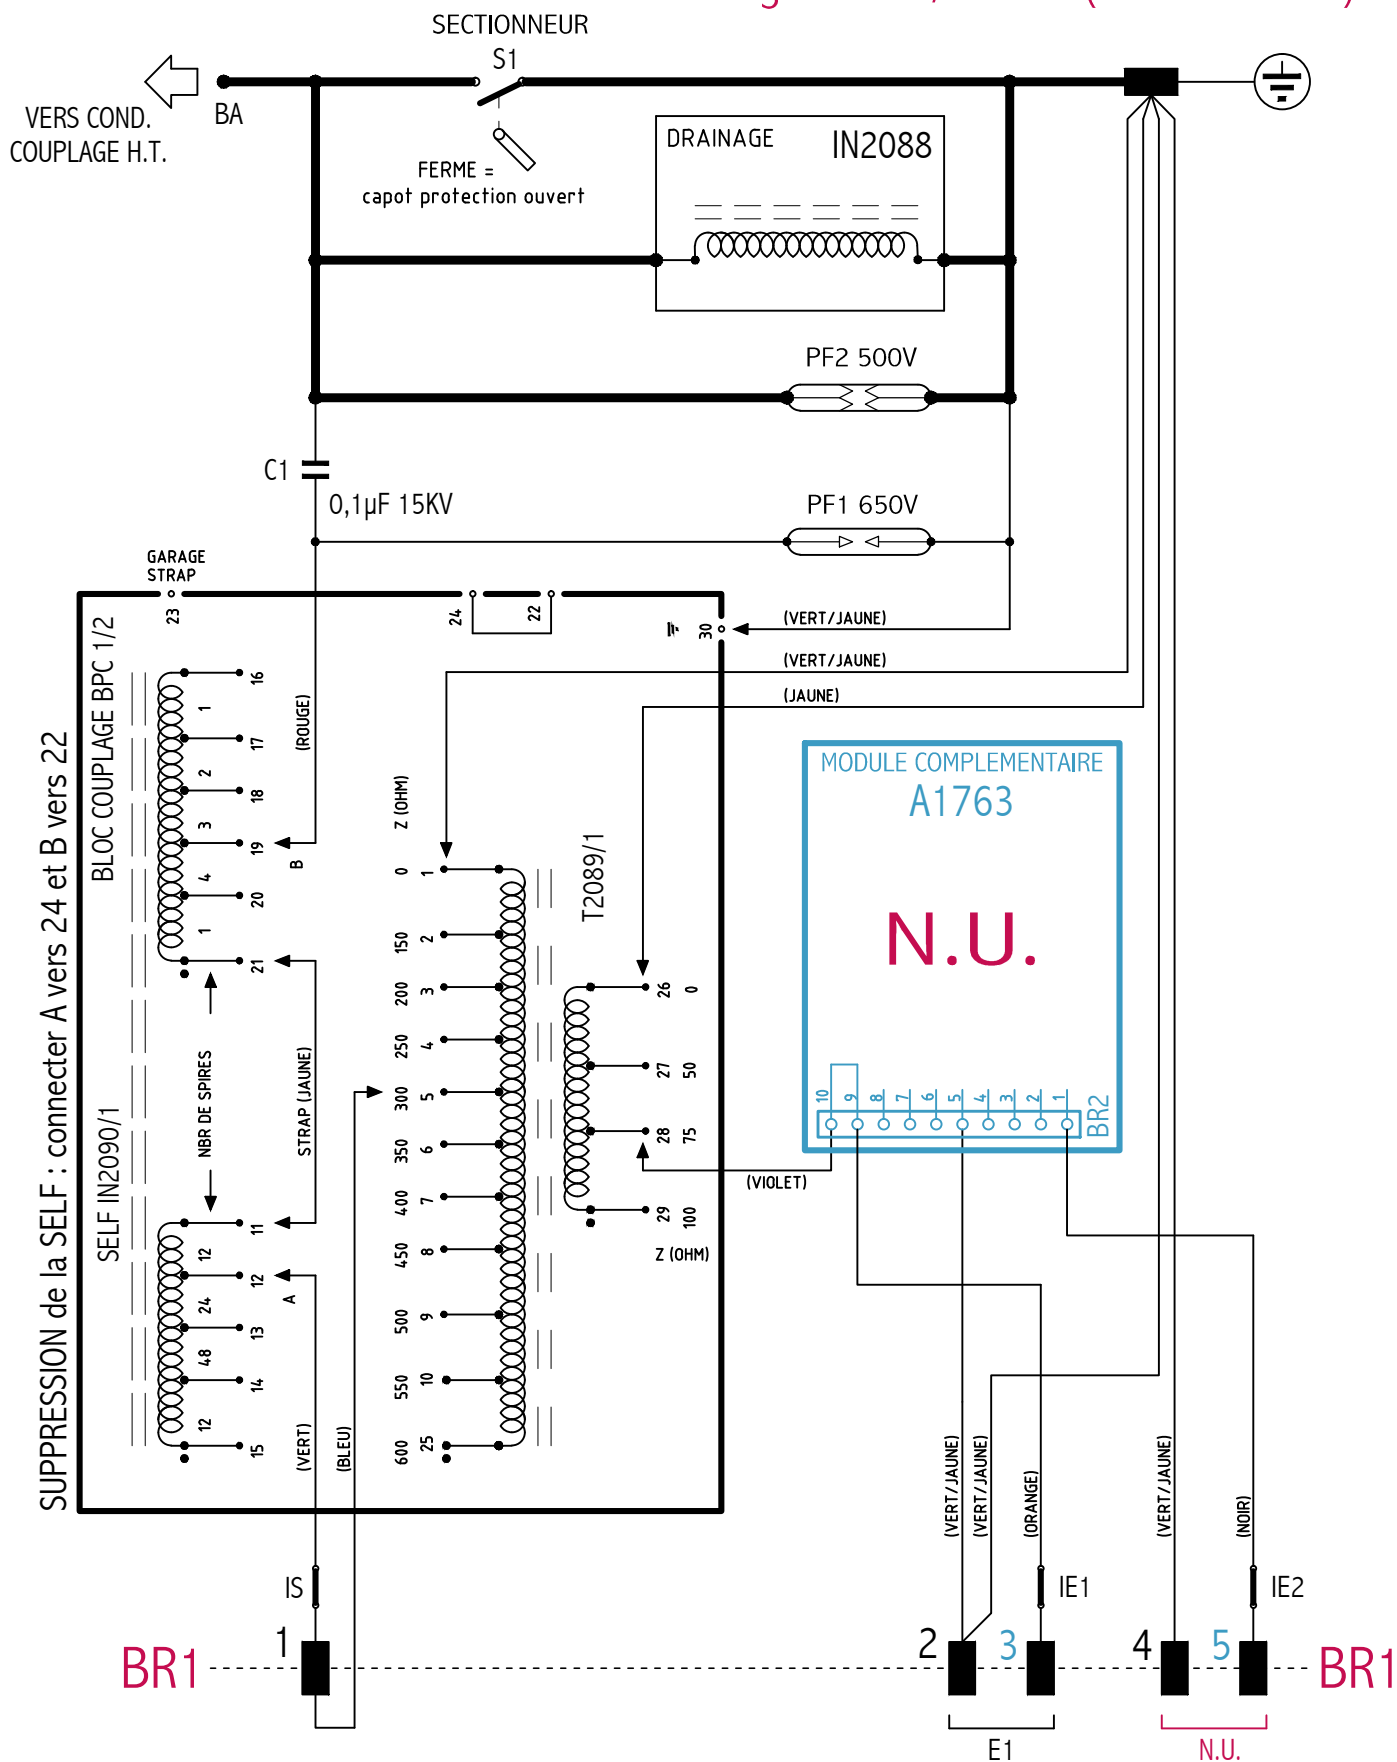 SECTIONNEUR
S1
VERS COND.
COUPLAGE H.T.
BA
FERME =
capot protection ouvert
DRAINAGE
IN2088
PF2 500V
C1
0,1µF 15KV
PF1 650V
GARAGE
STRAP
23
24
22
30
(VERT/JAUNE)
(VERT/JAUNE)
(JAUNE)
SUPPRESSION de la SELF : connecter A vers 24 et B vers 22
BLOC COUPLAGE BPC 1/2
SELF IN2090/1
16
1
17
2
18
3
19
B
4
20
1
21
(ROUGE)
NBR DE SPIRES
STRAP (JAUNE)
11
12
12
A
24
13
48
14
12
15
(VERT)
(BLEU)
Z (OHM)
0 1
150 2
200 3
250 4
300 5
350 6
400 7
450 8
500 9
550 10
600 25
T2089/1
26 0
27 50
28 75
29 100
Z (OHM)
(VIOLET)
MODULE COMPLEMENTAIRE
A1763
N.U.
10 9 8 7 6 5 4 3 2 1
BR2
(VERT/JAUNE)
(VERT/JAUNE)
(ORANGE)
(VERT/JAUNE)
(NOIR)
IS
IE1
IE2
BR1
1
2
3
4
5
BR1
E1
N.U.